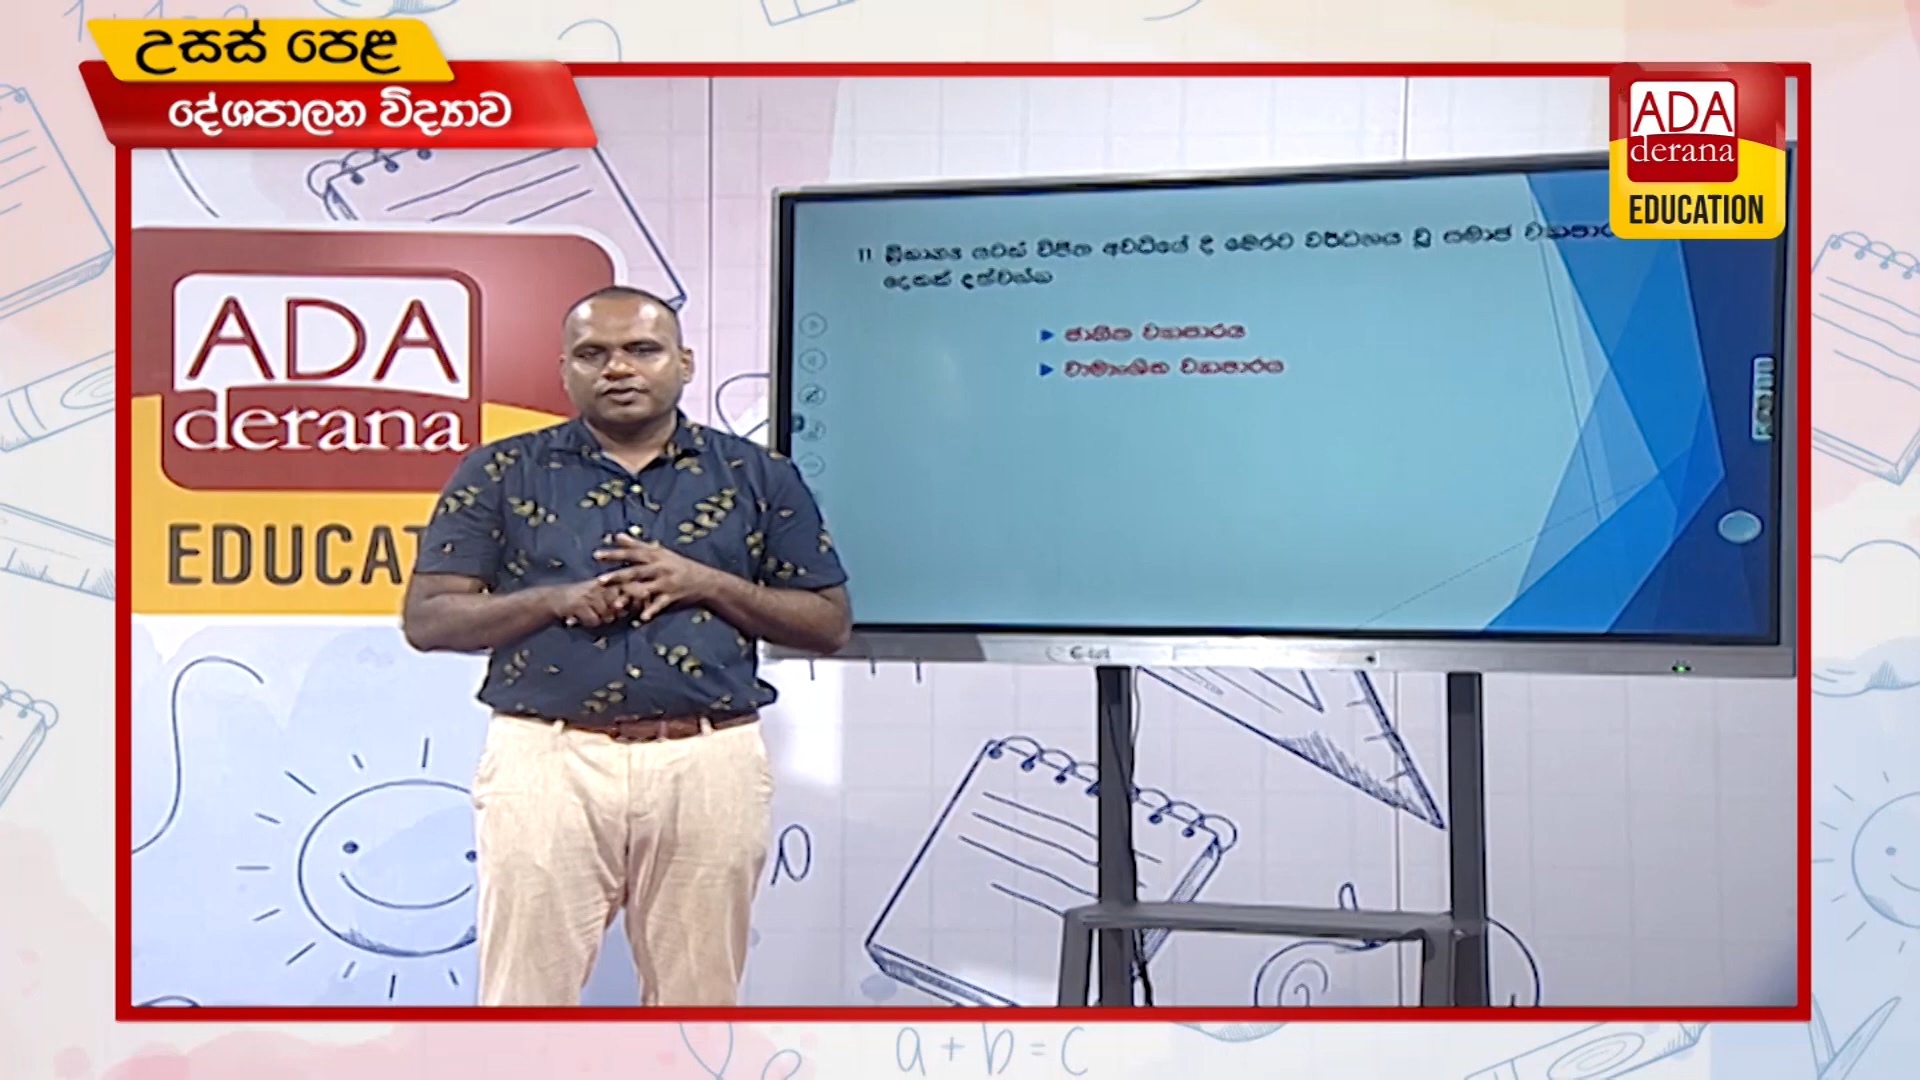 උසස් පෙළ
දේශපාලන විද්‍යාව
ADA
derana
EDUCATION
11 බ්‍රිතාන්‍ය යටත් විජිත අවධියේ දී මෙරට වර්ධනය වූ සමාජ
දෙකක් දක්වන්න
ජාතික ව්‍යාපාරය
වාමාංශික ව්‍යාපාරය
ADA
derana
EDUCAT
a + b = c